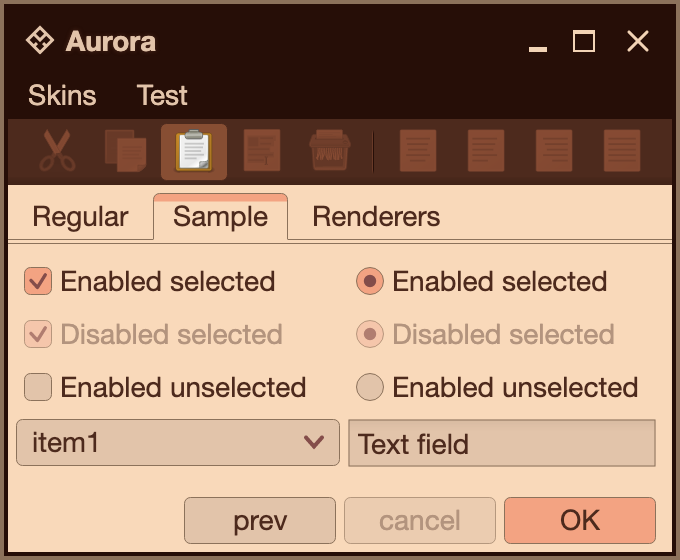 Aurora
Skins Test
Regular Sample Renderers
Enabled selected Enabled selected
Disabled selected Disabled selected
Enabled unselected Enabled unselected
item1 Text field
prev cancel OK